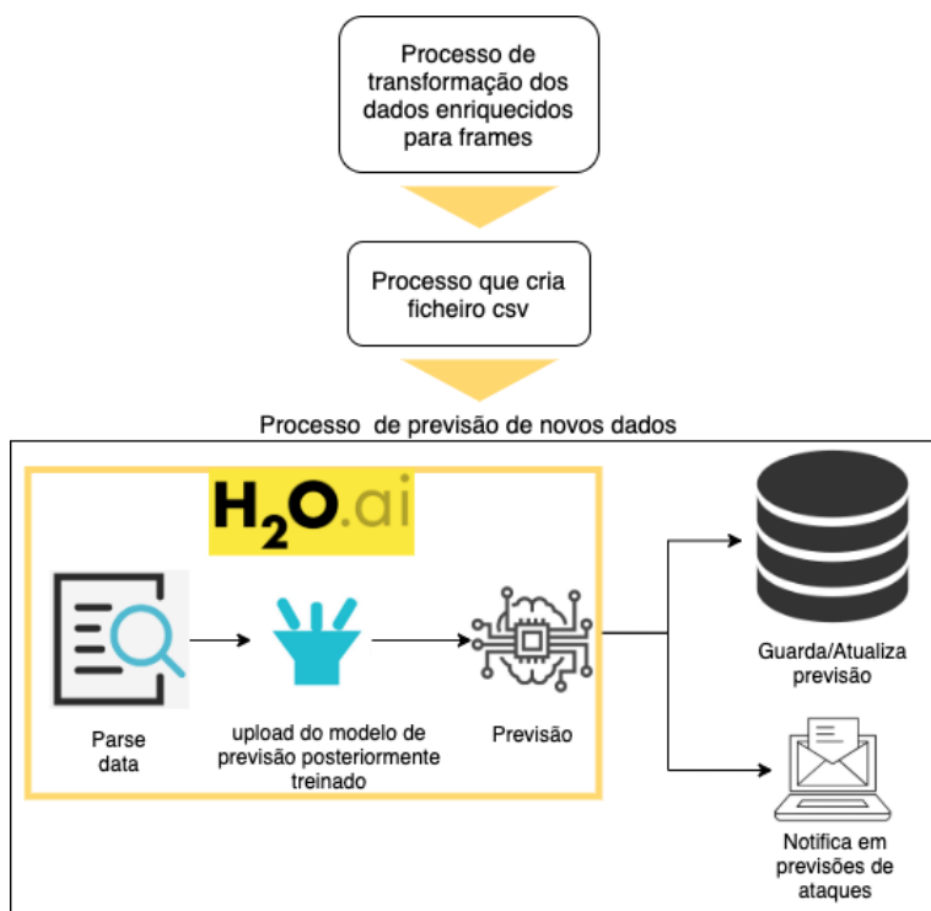 Processo de
transformação dos
dados enriquecidos
para frames
Processo que cria
ficheiro csv
Processo de previsão de novos dados
H2O.ai
Parse
data
upload do modelo de
previsão posteriormente
treinado
Previsão
Guarda/Atualiza
previsão
Notifica em
previsões de
ataques